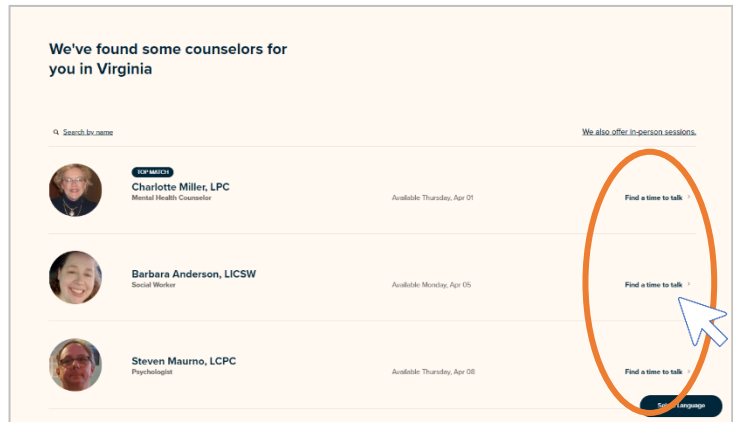 We've found some counselors for
you in Virginia
Search by name
We also offer in-person sessions.
TOP MATCH
Charlotte Miller, LPC
Mental Health Counselor
Available Thursday, Apr 01
Find a time to talk
Barbara Anderson, LICSW
Social Worker
Available Monday, Apr 05
Find a time to talk
Steven Maurno, LCPC
Psychologist
Available Thursday, Apr 08
Find a time to talk
Language